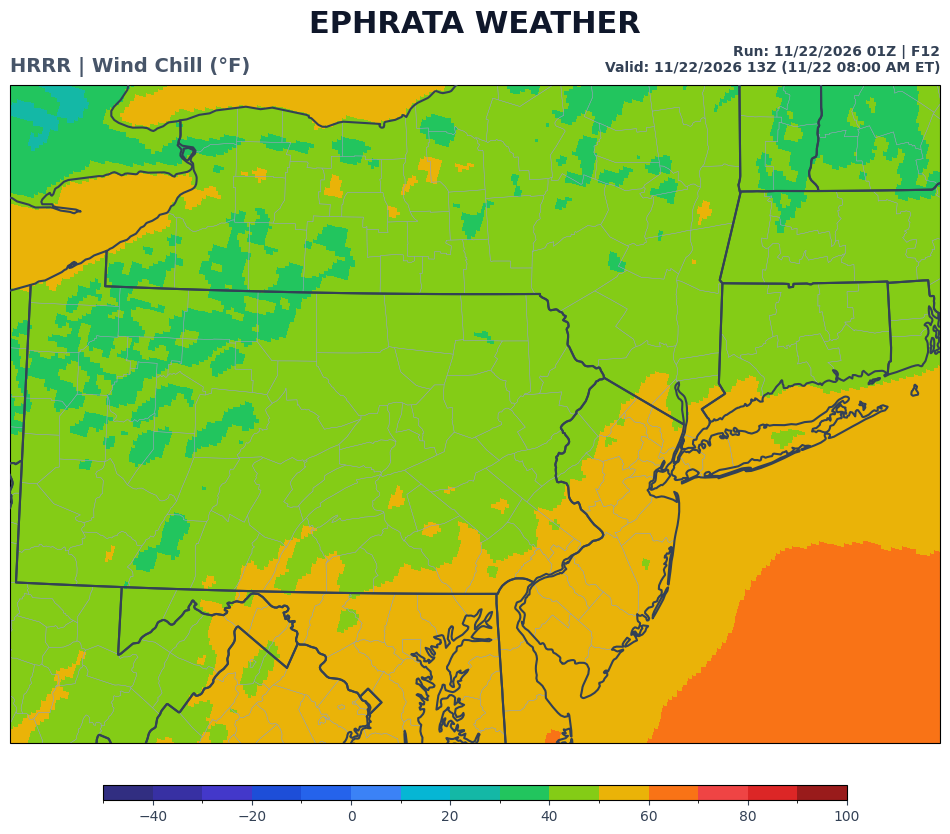 EPHRATA WEATHER
HRRR | Wind Chill (°F)
Run: 11/22/2026 01Z | F12
Valid: 11/22/2026 13Z (11/22 08:00 AM ET)
−40 −20 0 20 40 60 80 100